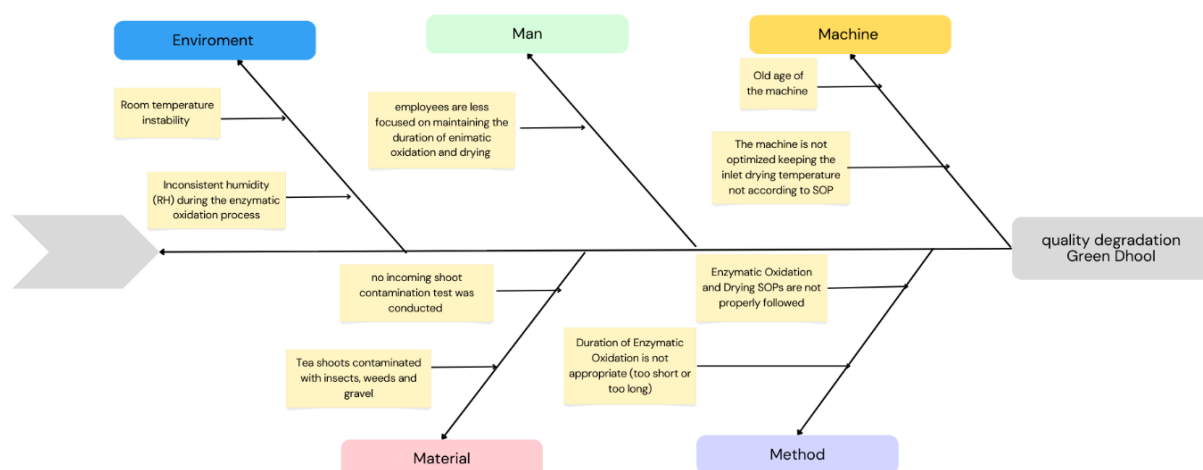 Enviroment
Man
Machine
Room temperature
instability
Inconsistent humidity
(RH) during the enzymatic
oxidation process
employees are less
focused on maintaining the
duration of enimatic
oxidation and drying
Old age of
the machine
The machine is not
optimized keeping the
inlet drying temperature
not according to SOP
quality degradation
Green Dhool
no incoming shoot
contamination test was
conducted
Tea shoots contaminated
with insects, weeds and
gravel
Enzymatic Oxidation
and Drying SOPs are not
properly followed
Duration of Enzymatic
Oxidation is not
appropriate (too short or
too long)
Material
Method